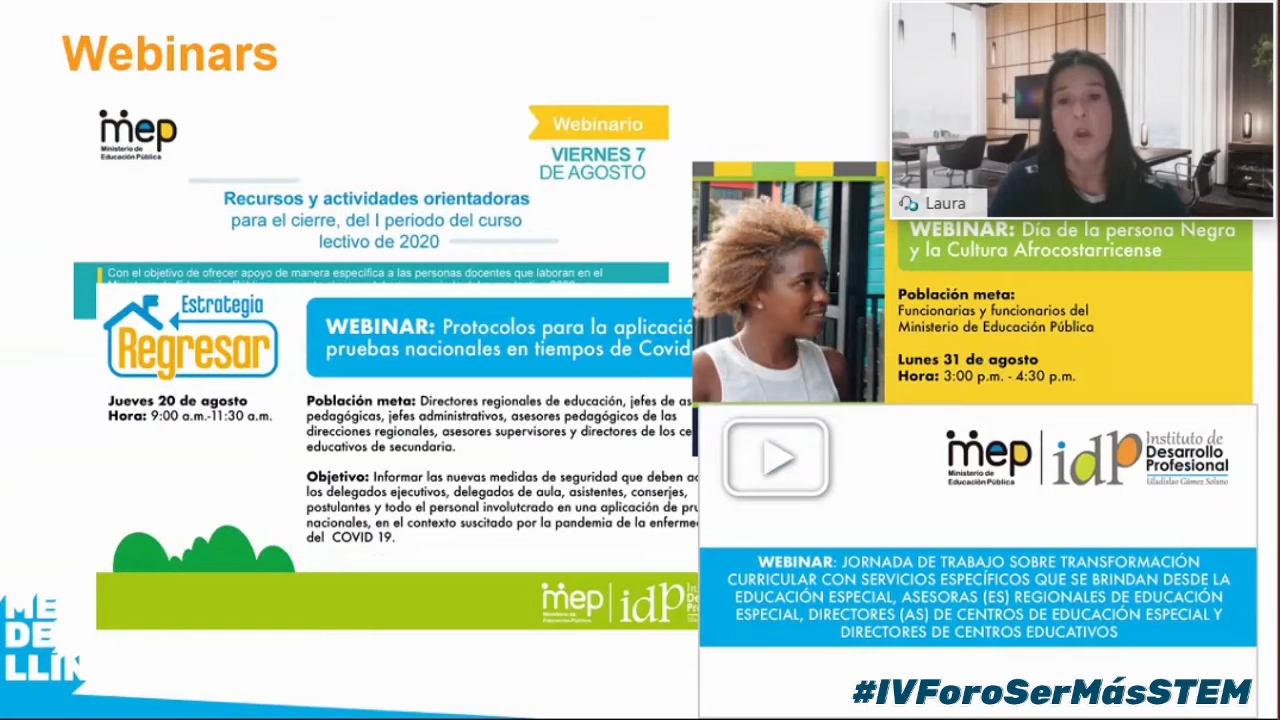 Webinars
mep
Ministerio de
Educación Pública
Webinario
VIERNES 7
DE AGOSTO
Recursos y actividades orientadoras
para el cierre, del I periodo del curso
lectivo de 2020
Con el objetivo de ofrecer apoyo de manera específica a las personas docentes que laboran en el
Estrategia
Regresar
WEBINAR: Protocolos para la aplicació
pruebas nacionales en tiempos de Covid
Jueves 20 de agosto
Hora: 9:00 a.m.-11:30 a.m.
Población meta: Directores regionales de educación, jefes de as
pedagógicas, jefes administrativos, asesores pedagógicos de las
direcciones regionales, asesores supervisores y directores de los ce
educativos de secundaria.
Objetivo: Informar las nuevas medidas de seguridad que deben ac
los delegados ejecutivos, delegados de aula, asistentes, conserjes,
postulantes y todo el personal involutcrado en una aplicación de pru
nacionales, en el contexto suscitado por la pandemia de la enferme
del COVID 19.
mep
Ministerio de
Educación Pública
idp
Laura
WEBINAR: Día de la persona Negra
y la Cultura Afrocostarricense
Población meta:
Funcionarias y funcionarios del
Ministerio de Educación Pública
Lunes 31 de agosto
Hora: 3:00 p.m. - 4:30 p.m.
mep
Ministerio de
Educación Pública
idp
Instituto de
Desarrollo
Profesional
Uladislao Gámez Solano
WEBINAR: JORNADA DE TRABAJO SOBRE TRANSFORMACIÓN
CURRICULAR CON SERVICIOS ESPECÍFICOS QUE SE BRINDAN DESDE LA
EDUCACIÓN ESPECIAL, ASESORAS (ES) REGIONALES DE EDUCACIÓN
ESPECIAL, DIRECTORES (AS) DE CENTROS DE EDUCACIÓN ESPECIAL Y
DIRECTORES DE CENTROS EDUCATIVOS
ME
DE
LLÍN
#IVForoSerMásSTEM